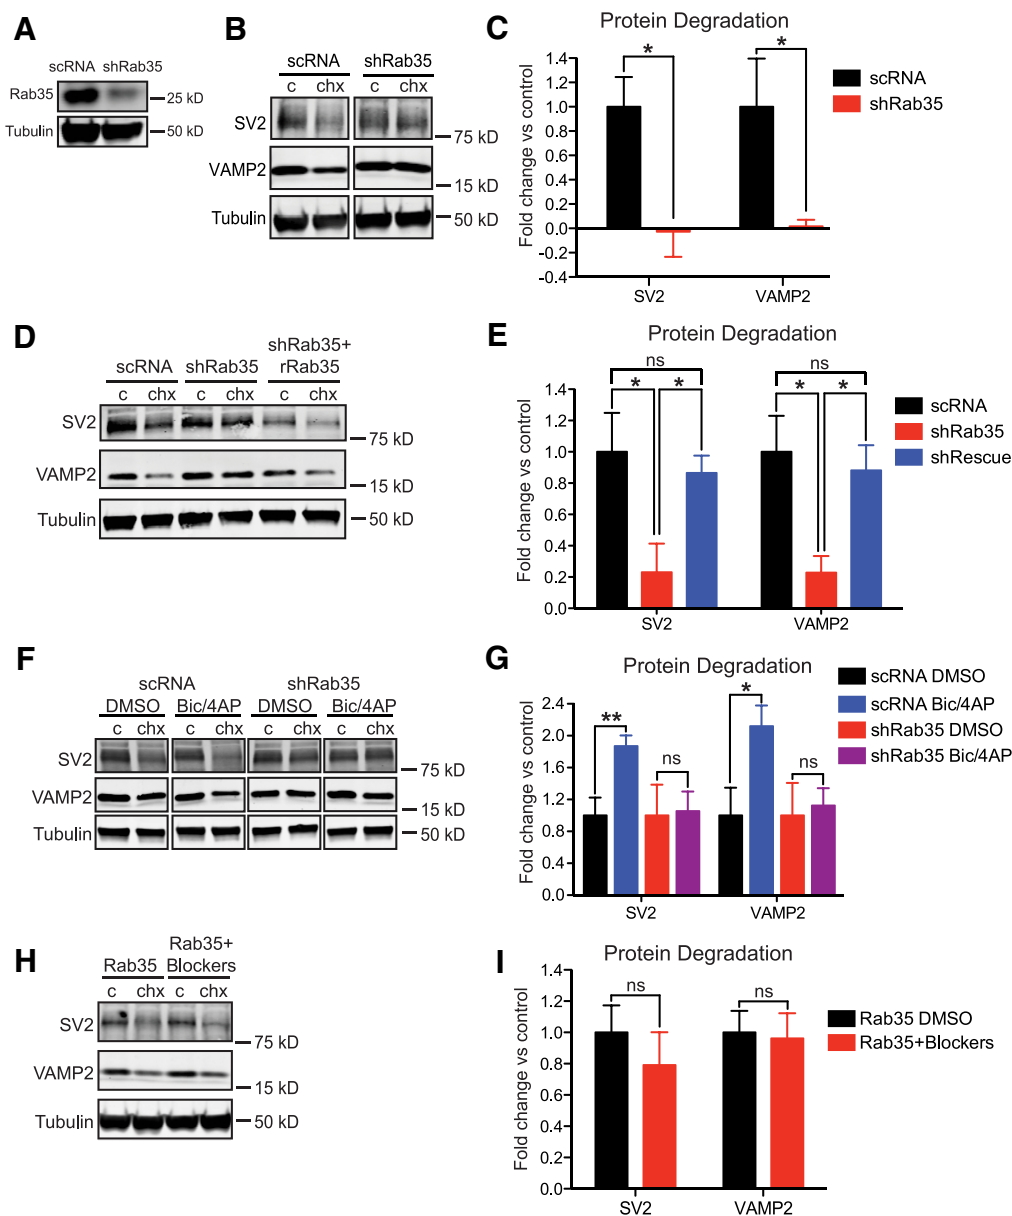 A
scRNA shRab35
Rab35
25 kD
Tubulin
50 kD
B
scRNA shRab35
c chx c chx
SV2
75 kD
VAMP2
15 kD
Tubulin
50 kD
C
Protein Degradation
Fold change vs control
1.4
1.2
1.0
0.8
0.6
0.4
0.2
0.0
-0.2
-0.4
* *
SV2 VAMP2
scRNA
shRab35
D
scRNA shRab35 shRab35+
rRab35
c chx c chx c chx
SV2
75 kD
VAMP2
15 kD
Tubulin
50 kD
E
Protein Degradation
Fold change vs control
1.4
1.2
1.0
0.8
0.6
0.4
0.2
0.0
ns ns
* * * *
SV2 VAMP2
scRNA
shRab35
shRescue
F
scRNA shRab35
DMSO Bic/4AP DMSO Bic/4AP
c chx c chx c chx c chx
SV2
75 kD
VAMP2
15 kD
Tubulin
50 kD
G
Protein Degradation
Fold change vs control
2.4
2.0
1.6
1.2
0.8
0.4
0.0
** ns * ns
SV2 VAMP2
scRNA DMSO
scRNA Bic/4AP
shRab35 DMSO
shRab35 Bic/4AP
H
Rab35 Rab35+
Blockers
c chx c chx
SV2
75 kD
VAMP2
15 kD
Tubulin
50 kD
I
Protein Degradation
Fold change vs control
1.4
1.2
1.0
0.8
0.6
0.4
0.2
0.0
ns ns
SV2 VAMP2
Rab35 DMSO
Rab35+Blockers